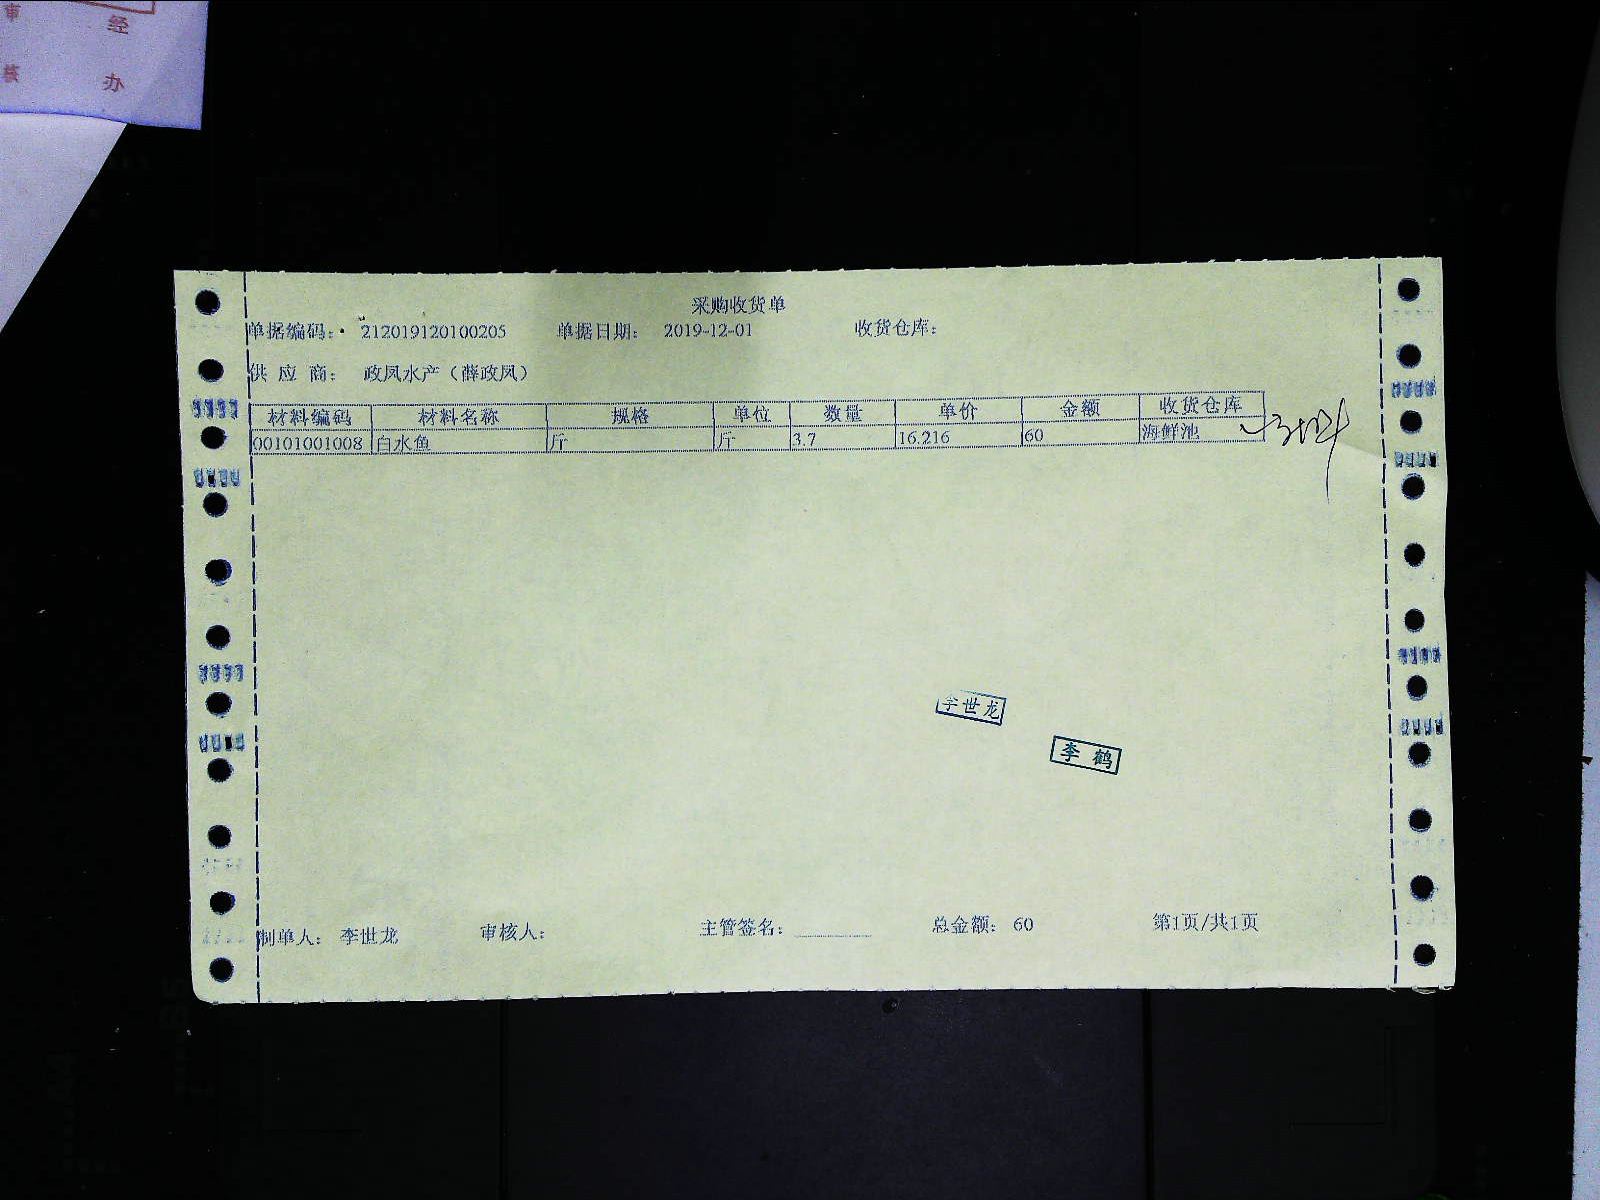 审 经
核 办
采购收货单
单据编码: 212019120100205 单据日期: 2019-12-01 收货仓库:
供 应 商: 政凤水产（薛政凤）
材料编码 材料名称 规格 单位 数量 单价 金额 收货仓库
00101001008 白水鱼 斤 斤 3.7 16.216 60 海鲜池
李世龙
李 鹤
制单人: 李世龙 审核人: 主管签名: 总金额: 60 第1页/共1页